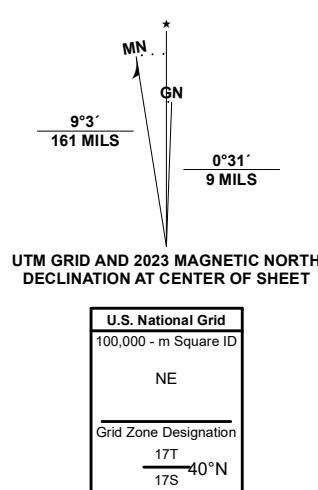 MN
GN
9°3´
161 MILS
0°31´
9 MILS
UTM GRID AND 2023 MAGNETIC NORTH
DECLINATION AT CENTER OF SHEET
U.S. National Grid
100,000 - m Square ID
NE
Grid Zone Designation
17T
40°N
17S